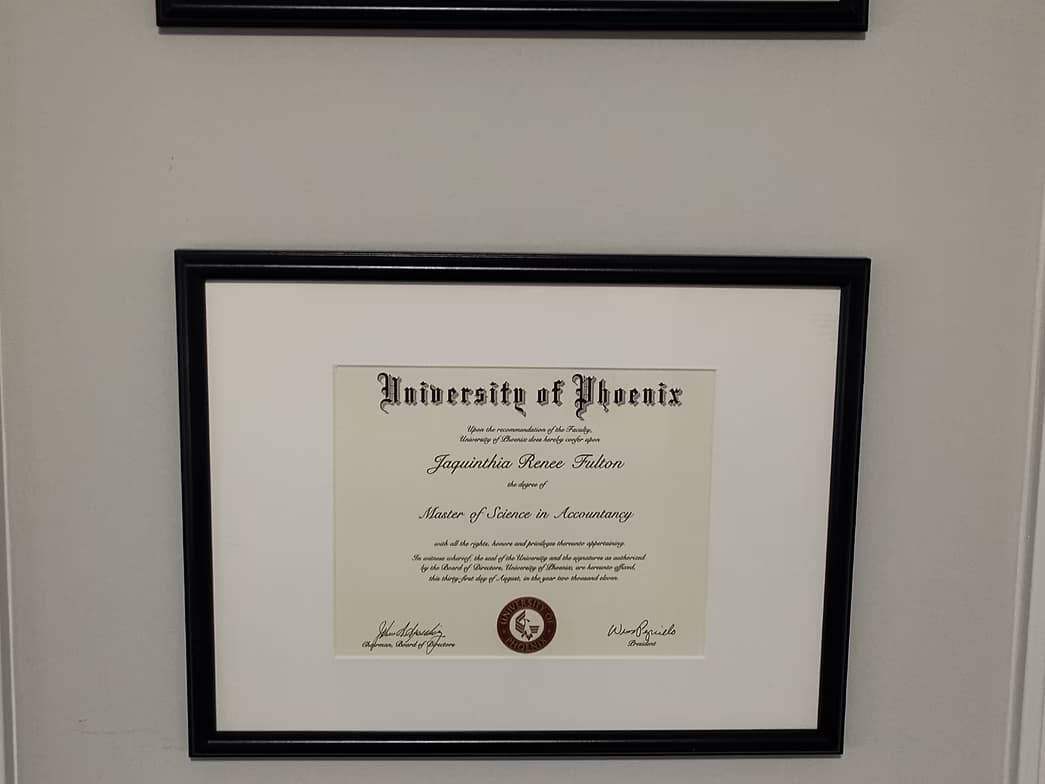 University of Phoenix
Upon the recommendation of the Faculty,
University of Phoenix does hereby confer upon
Jaquinthia Renee Fulton
the degree of
Master of Science in Accountancy
with all the rights, honors and privileges thereunto appertaining.
In witness whereof, the seal of the University and the signatures as authorized
by the Board of Directors, University of Phoenix, are hereunto affixed,
this thirty-first day of August, in the year two thousand eleven.
Chairman, Board of Directors
UNIVERSITY OF PHOENIX
President